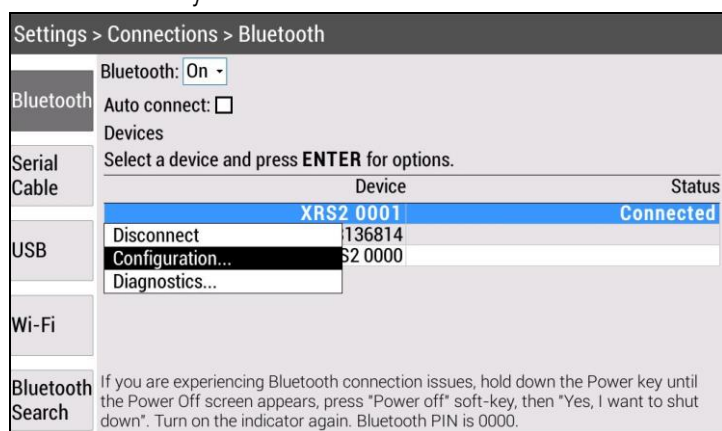 Settings > Connections > Bluetooth
Bluetooth: On
Bluetooth
Auto connect:
Devices
Select a device and press ENTER for options.
Serial
Cable
Device Status
XRS2 0001 Connected
Disconnect
136814
USB
Configuration...
S2 0000
Diagnostics...
Wi-Fi
Bluetooth
Search
If you are experiencing Bluetooth connection issues, hold down the Power key until
the Power Off screen appears, press "Power off" soft-key, then "Yes, I want to shut
down". Turn on the indicator again. Bluetooth PIN is 0000.